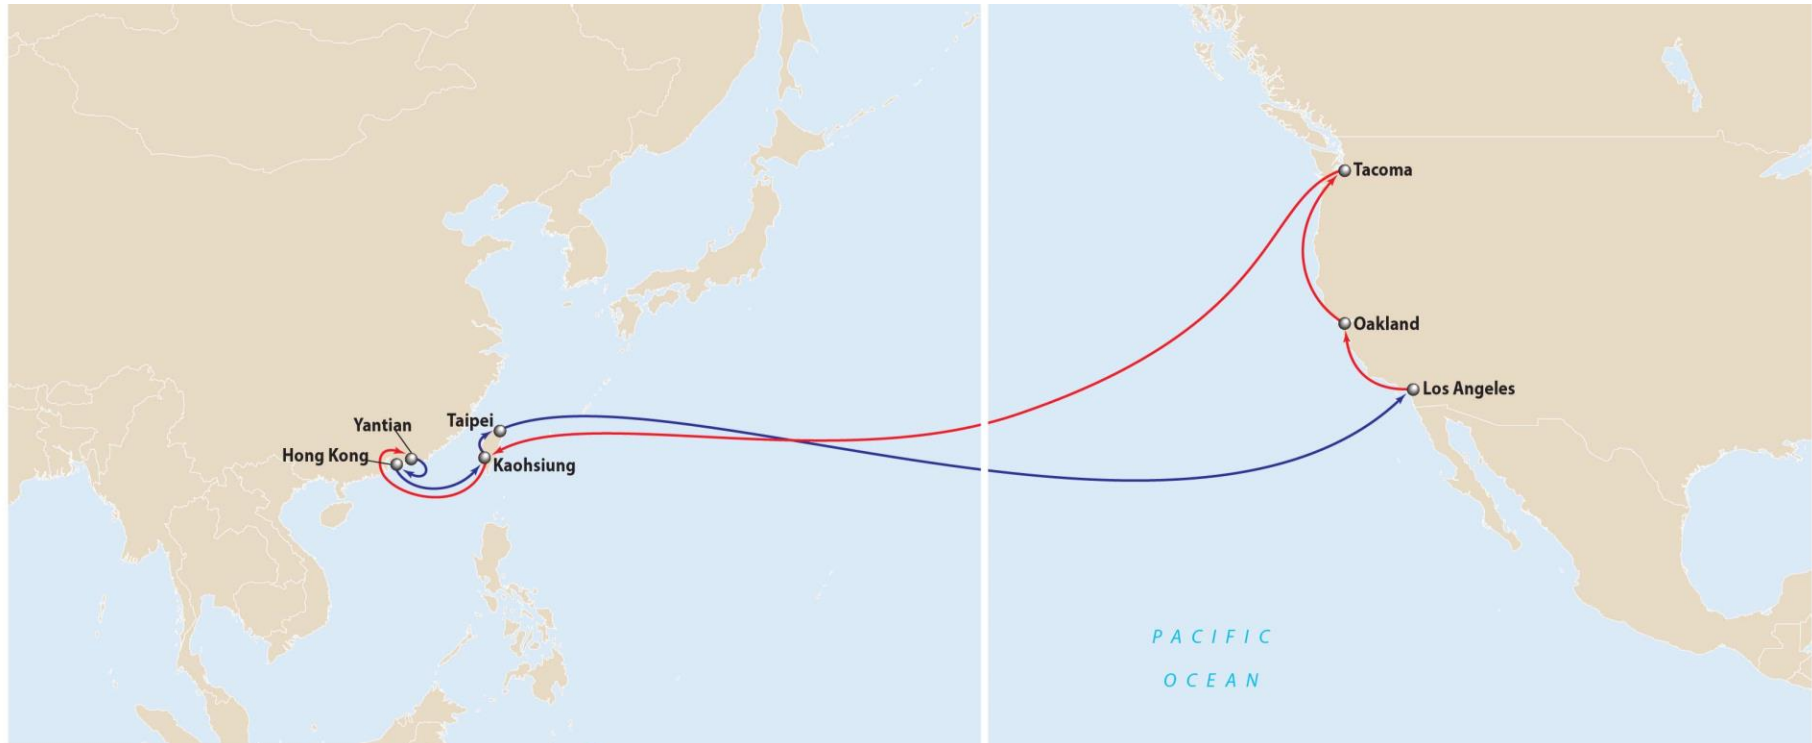 Tacoma
Oakland
Los Angeles
Taipei
Yantian
Hong Kong
Kaohsiung
PACIFIC
OCEAN